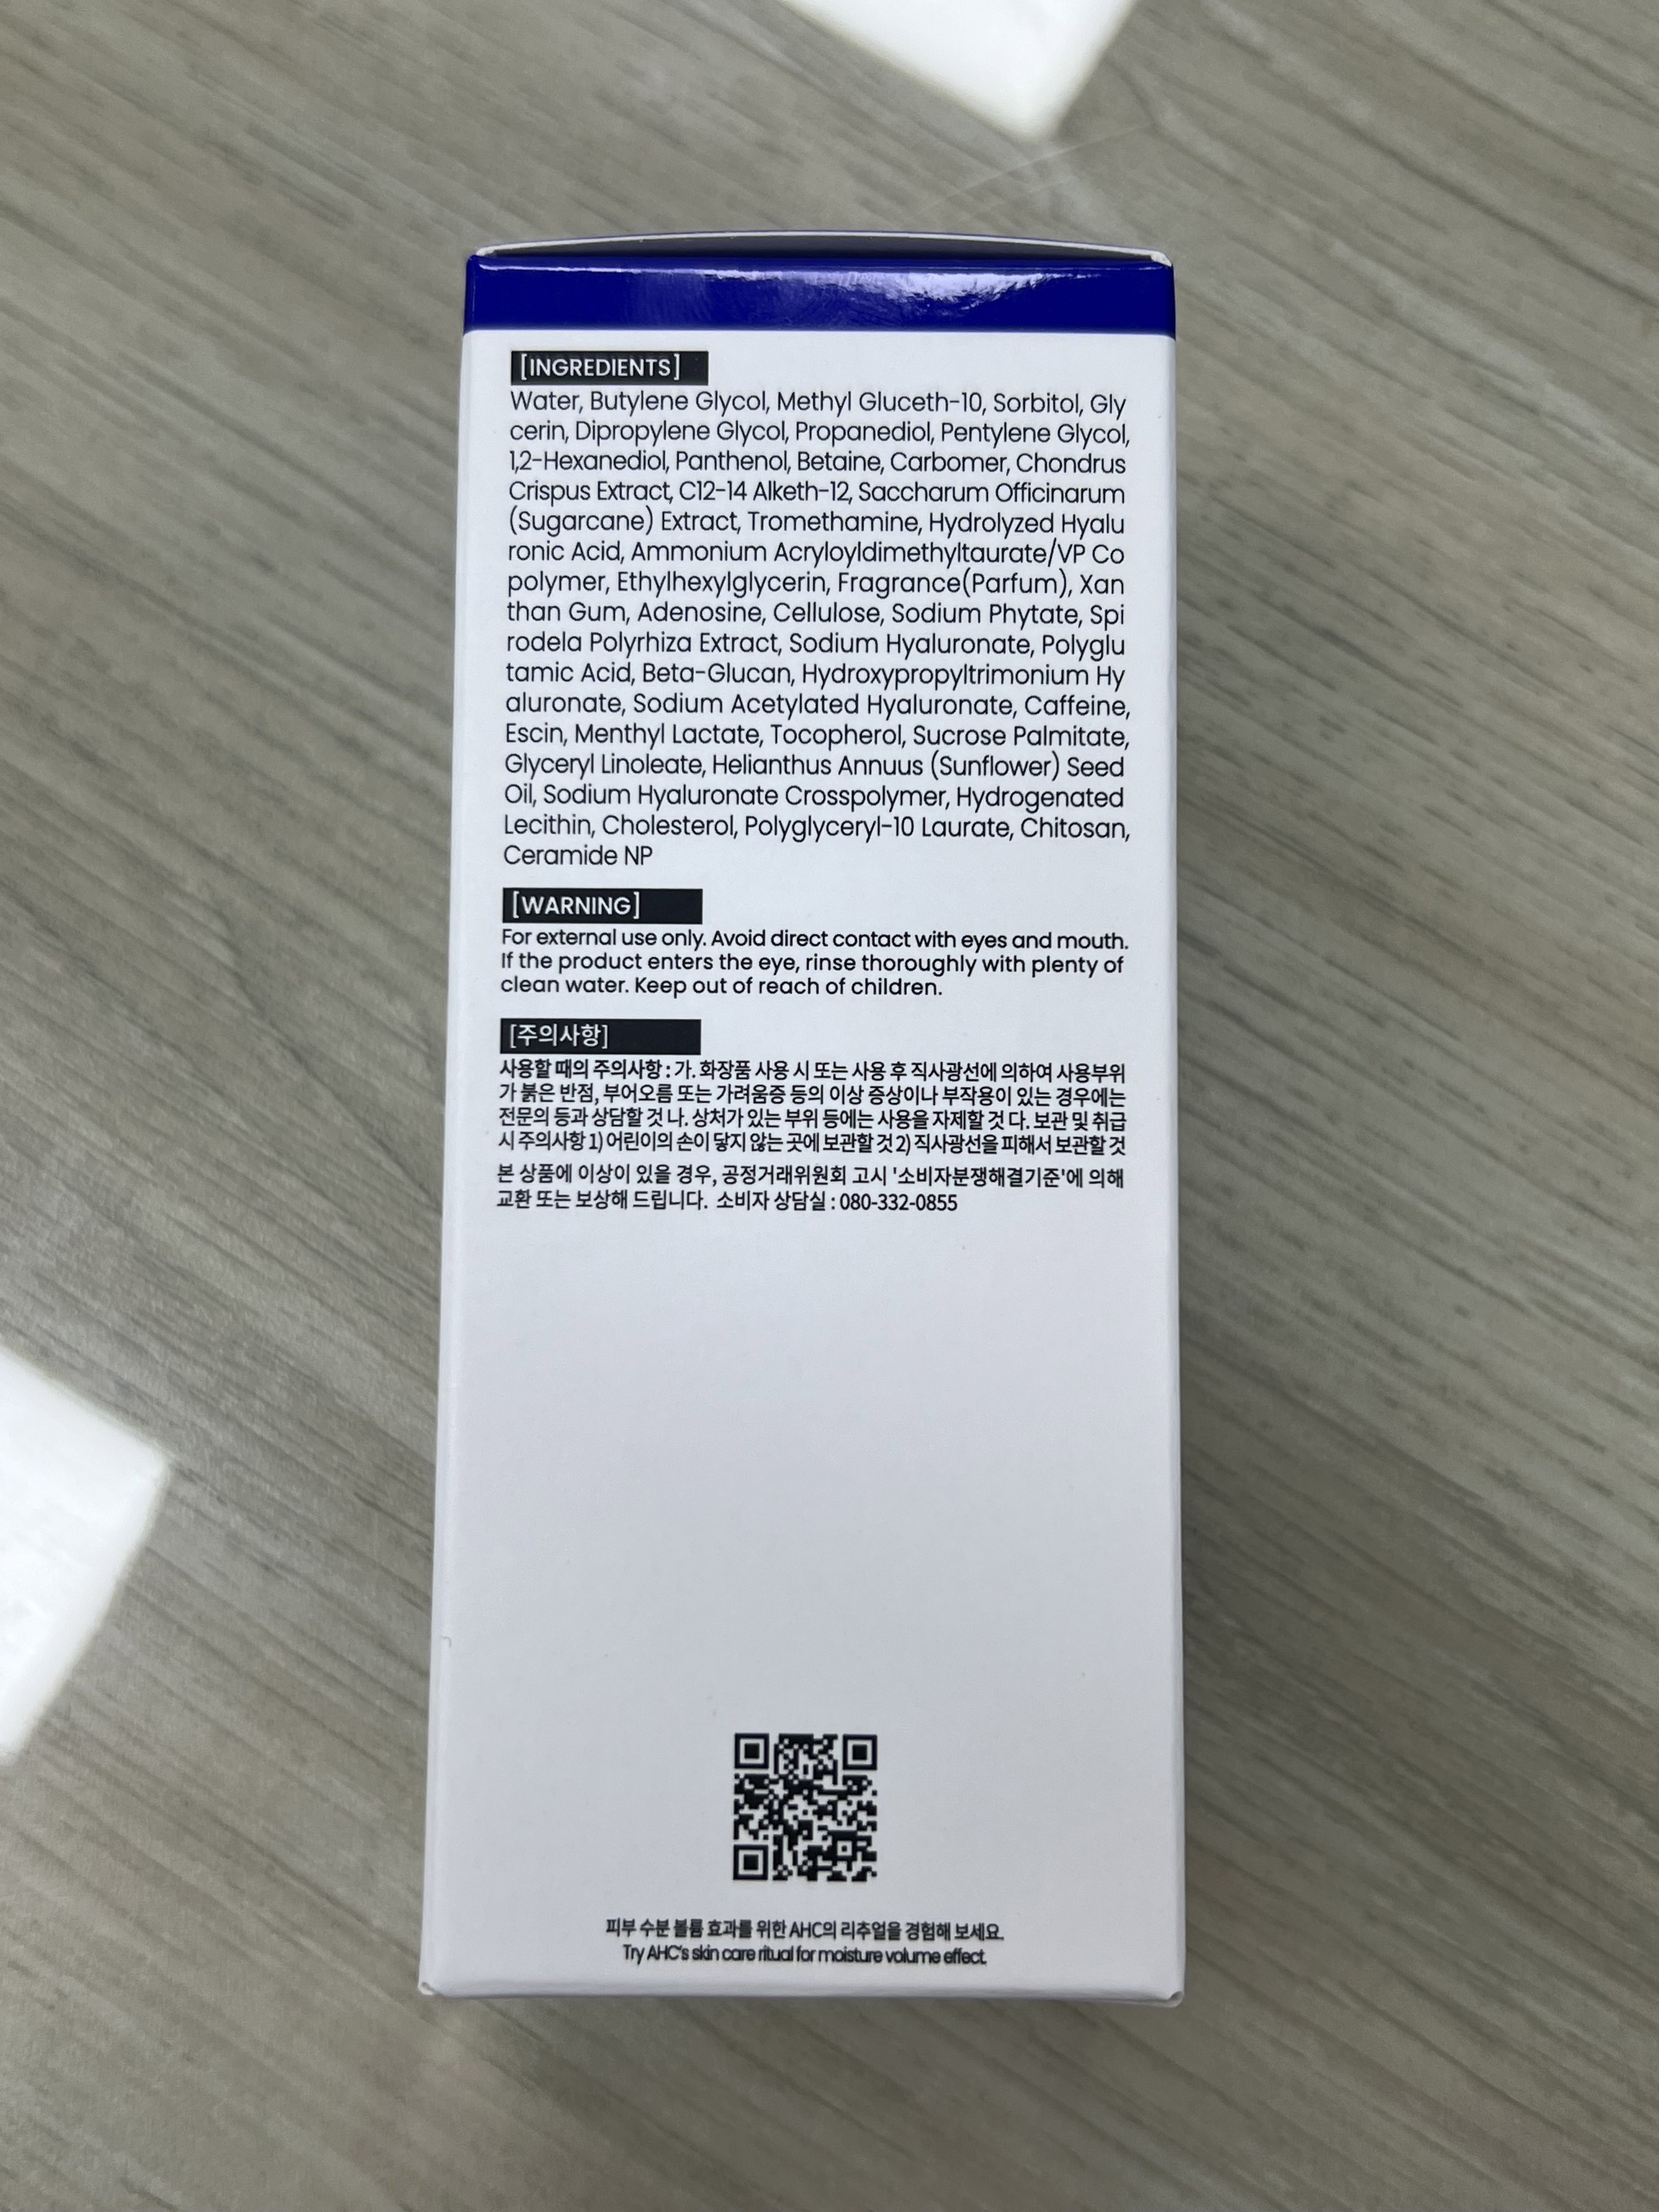 [INGREDIENTS]
Water, Butylene Glycol, Methyl Gluceth-10, Sorbitol, Gly
cerin, Dipropylene Glycol, Propanediol, Pentylene Glycol,
1,2-Hexanediol, Panthenol, Betaine, Carbomer, Chondrus
Crispus Extract, C12-14 Alketh-12, Saccharum Officinarum
(Sugarcane) Extract, Tromethamine, Hydrolyzed Hyalu
ronic Acid, Ammonium Acryloyldimethyltaurate/VP Co
polymer, Ethylhexylglycerin, Fragrance(Parfum), Xan
than Gum, Adenosine, Cellulose, Sodium Phytate, Spi
rodela Polyrhiza Extract, Sodium Hyaluronate, Polyglu
tamic Acid, Beta-Glucan, Hydroxypropyltrimonium Hy
aluronate, Sodium Acetylated Hyaluronate, Caffeine,
Escin, Menthyl Lactate, Tocopherol, Sucrose Palmitate,
Glyceryl Linoleate, Helianthus Annuus (Sunflower) Seed
Oil, Sodium Hyaluronate Crosspolymer, Hydrogenated
Lecithin, Cholesterol, Polyglyceryl-10 Laurate, Chitosan,
Ceramide NP
[WARNING]
For external use only. Avoid direct contact with eyes and mouth.
If the product enters the eye, rinse thoroughly with plenty of
clean water. Keep out of reach of children.
[주의사항]
사용할 때의 주의사항 : 가. 화장품 사용 시 또는 사용 후 직사광선에 의하여 사용부위
가 붉은 반점, 부어오름 또는 가려움증 등의 이상 증상이나 부작용이 있는 경우에는
전문의 등과 상담할 것 나. 상처가 있는 부위 등에는 사용을 자제할 것 다. 보관 및 취급
시 주의사항 1) 어린이의 손이 닿지 않는 곳에 보관할 것 2) 직사광선을 피해서 보관할 것
본 상품에 이상이 있을 경우, 공정거래위원회 고시 '소비자분쟁해결기준'에 의해
교환 또는 보상해 드립니다. 소비자 상담실 : 080-332-0855
피부 수분 볼륨 효과를 위한 AHC의 리추얼을 경험해 보세요.
Try AHC's skin care ritual for moisture volume effect.